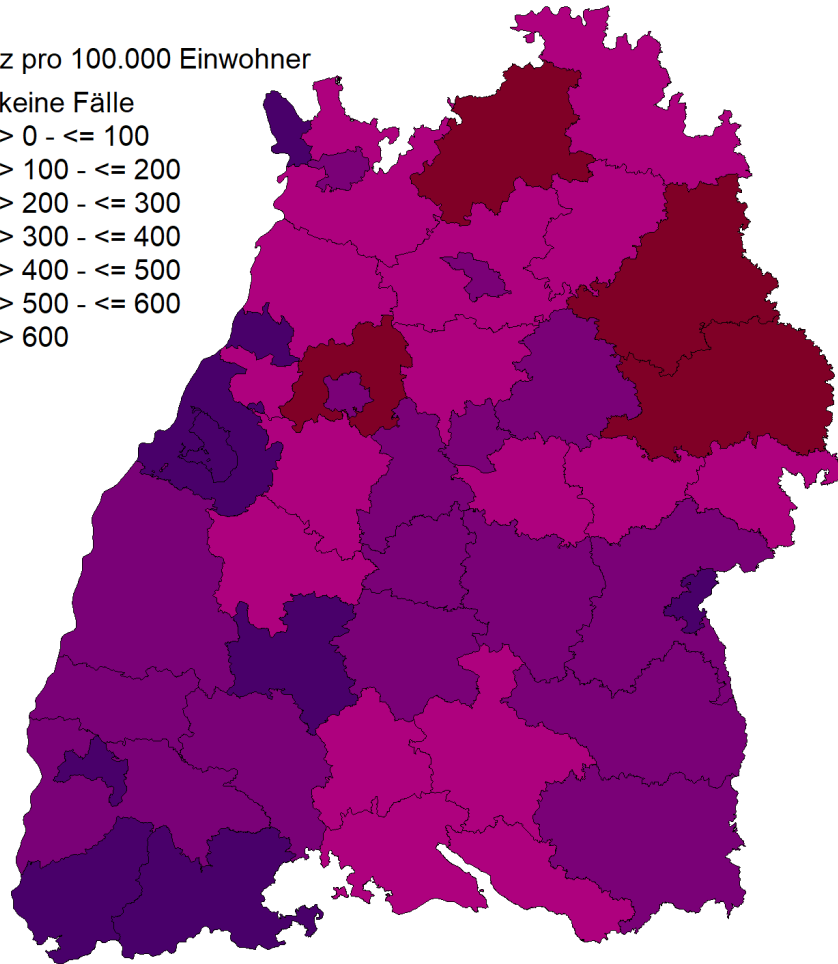 z pro 100.000 Einwohner
keine Fälle
> 0 - <= 100
> 100 - <= 200
> 200 - <= 300
> 300 - <= 400
> 400 - <= 500
> 500 - <= 600
> 600